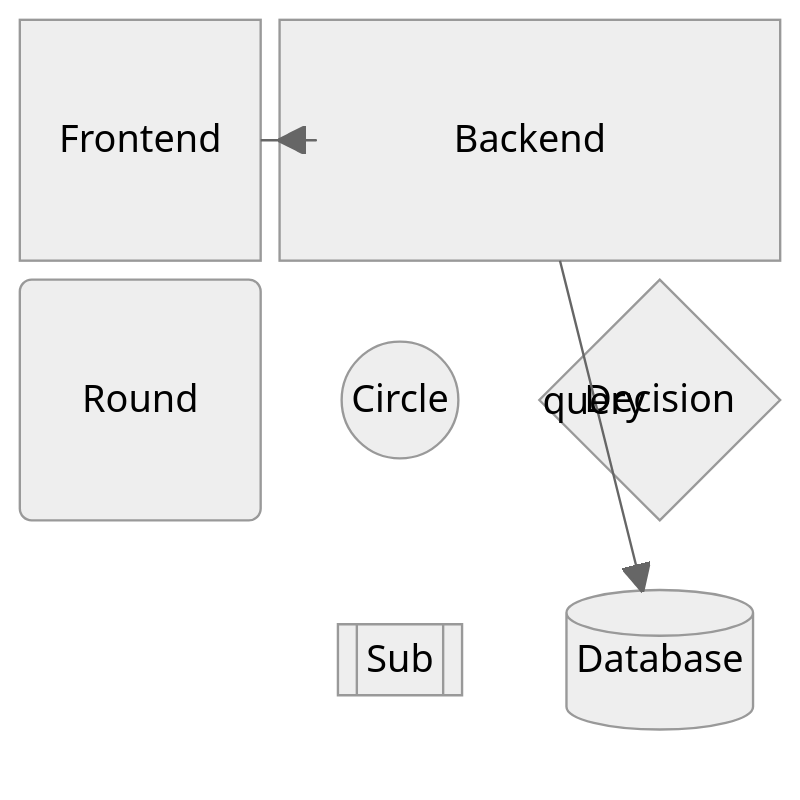 Frontend
Backend
Round
Circle
query
Decision
Sub
Database